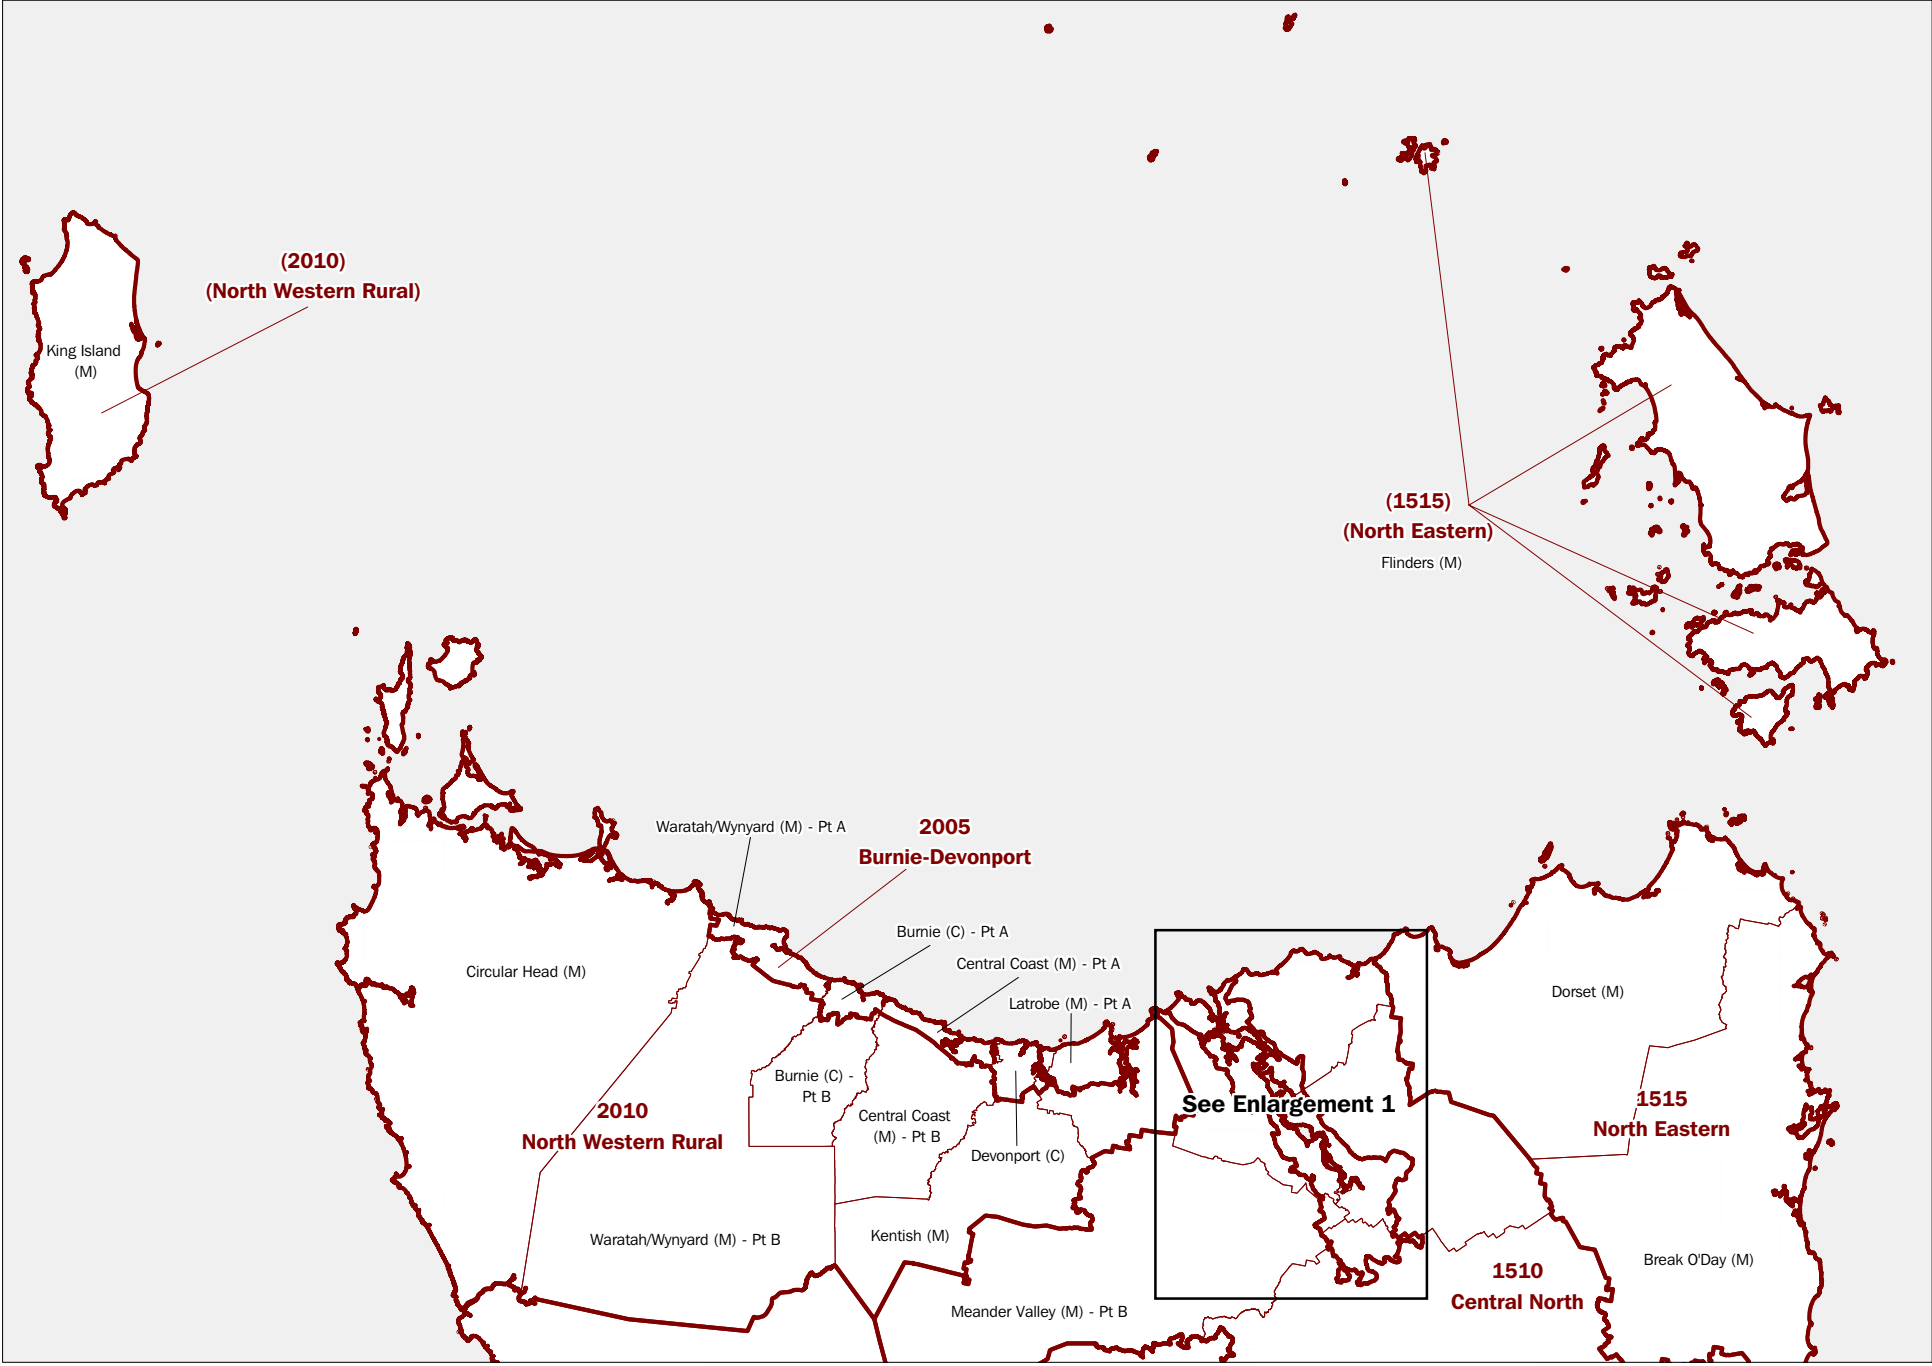 (2010)
(North Western Rural)
King Island
(M)
(1515)
(North Eastern)
Flinders (M)
Waratah/Wynyard (M) - Pt A
2005
Burnie-Devonport
Burnie (C) - Pt A
Central Coast (M) - Pt A
Latrobe (M) - Pt A
Circular Head (M)
Dorset (M)
Burnie (C) -
Pt B
2010
North Western Rural
Central Coast
(M) - Pt B
Devonport (C)
See Enlargement 1
1515
North Eastern
Waratah/Wynyard (M) - Pt B
Kentish (M)
Meander Valley (M) - Pt B
1510
Central North
Break O'Day (M)